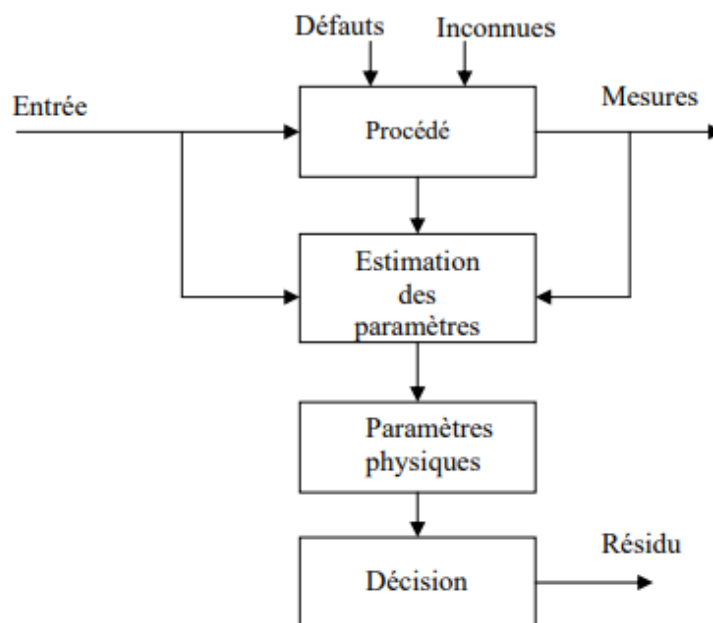 Défauts
Inconnues
Entrée
Mesures
Procédé
Estimation
des
paramètres
Paramètres
physiques
Résidu
Décision